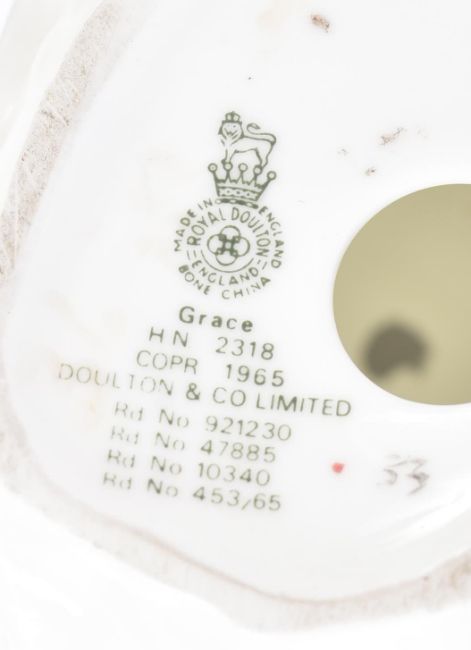 MADE IN ENGLAND
ROYAL DOULTON
ENGLAND
BONE CHINA
Grace
HN 2318
COPR 1965
DOULTON & CO LIMITED
Rd No 921230
Rd No 47885
Rd No 10340
Rd No 453/65
53